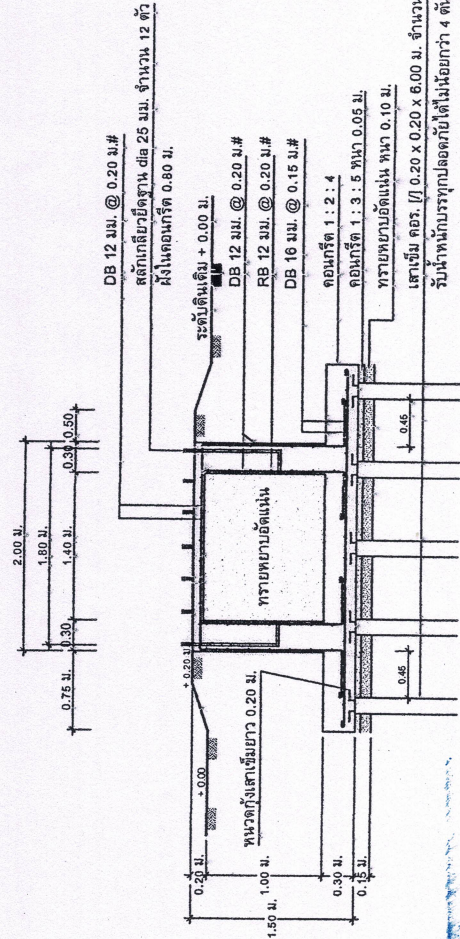 2.00 ม.
1.80 ม.
0.75 ม. 0.30 1.40 ม. 0.30 0.50
DB 12 มม. @ 0.20 ม.#
สลักเกลียวยึดฐาน dia 25 มม. จำนวน 12 ตัว
ฝังในคอนกรีต 0.80 ม.
ระดับดินเดิม + 0.00 ม.
DB 12 มม. @ 0.20 ม.#
RB 12 มม. @ 0.20 ม.#
DB 16 มม. @ 0.15 ม.#
คอนกรีต 1 : 2 : 4
คอนกรีต 1 : 3 : 5 หนา 0.05 ม.
ทรายหยาบอัดแน่น หนา 0.10 ม.
เสาเข็ม คอร. [/] 0.20 x 0.20 x 6.00 ม. จำนวน
รับน้ำหนักบรรทุกปลอดภัยได้ไม่น้อยกว่า 4 ตัน
+ 0.20 ม
+ 0.00
ทรายหยาบอัดแน่น
หนวดกุ้งเสาเข็มยาว 0.20 ม.
0.45
0.45
0.20 ม.
1.00 ม.
0.30 ม.
0.15 ม.
1.50 ม.